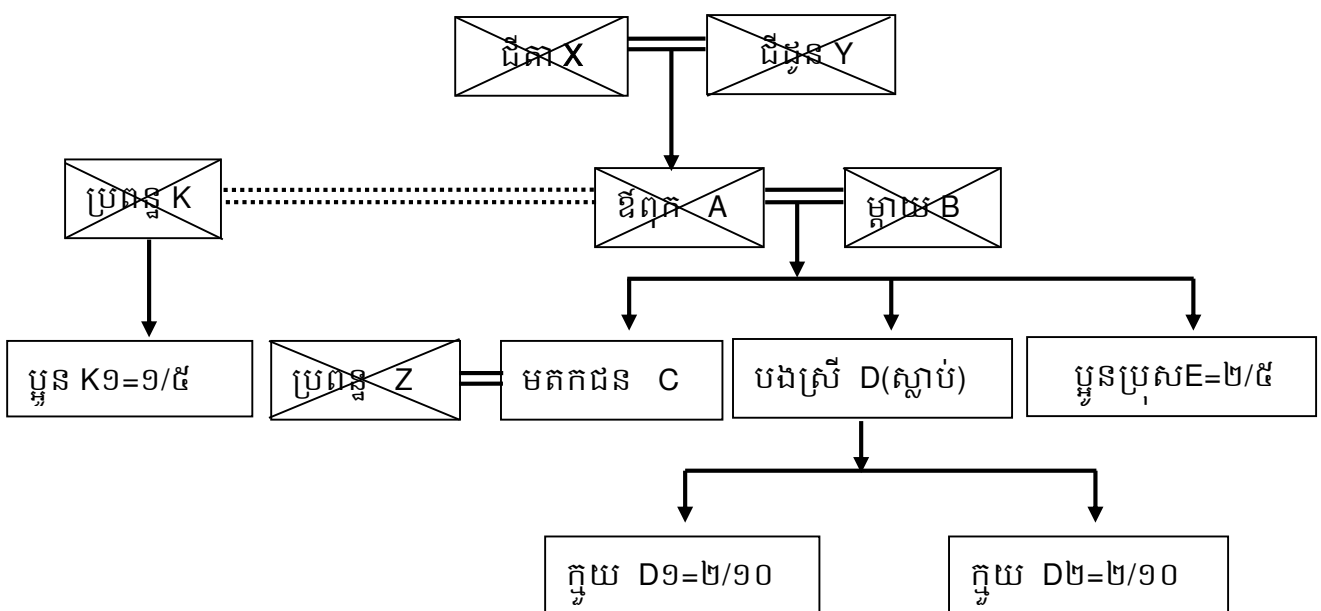 ជីតា X
ជីដូន Y
ប្រពន្ធ K
ឪពុក A
ម្តាយ B
ប្អូន K១=១/៥
ប្រពន្ធ Z
មតកជន C
បងស្រី D(ស្លាប់)
ប្អូនប្រុសE=២/៥
ក្មួយ D១=២/១០
ក្មួយ D២=២/១០